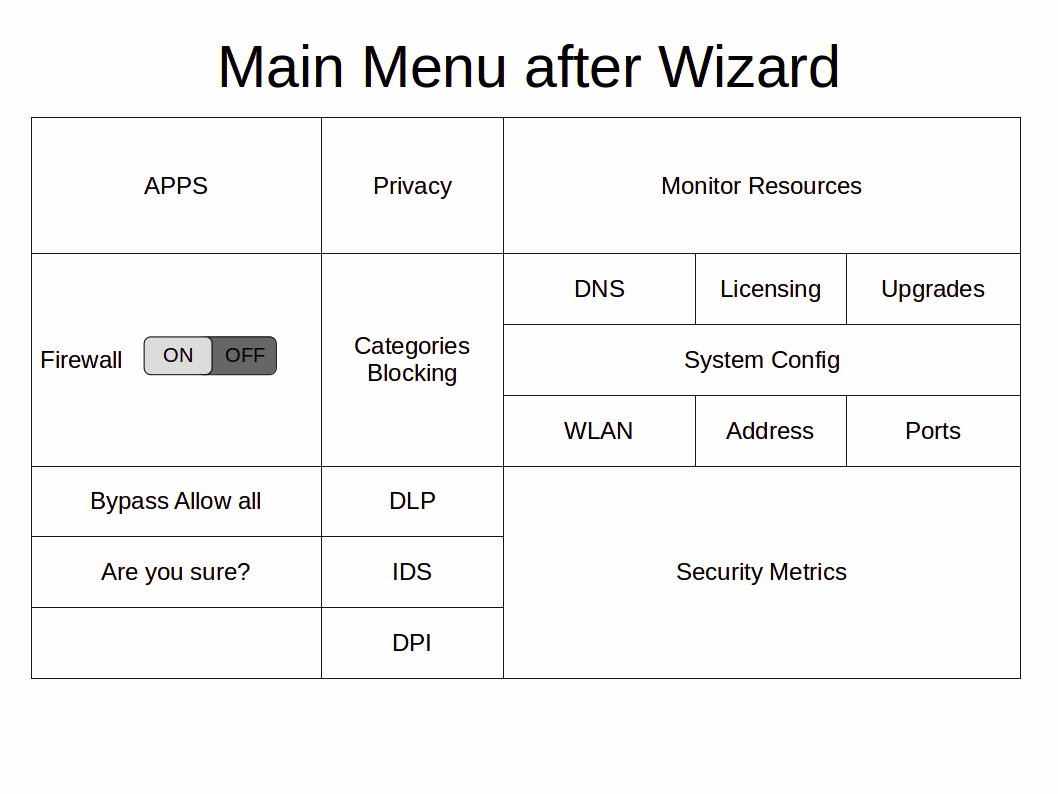 Main Menu after Wizard
APPS
Privacy
Monitor Resources
Firewall
ON
OFF
Categories
Blocking
DNS
Licensing
Upgrades
System Config
WLAN
Address
Ports
Bypass Allow all
DLP
Security Metrics
Are you sure?
IDS
DPI